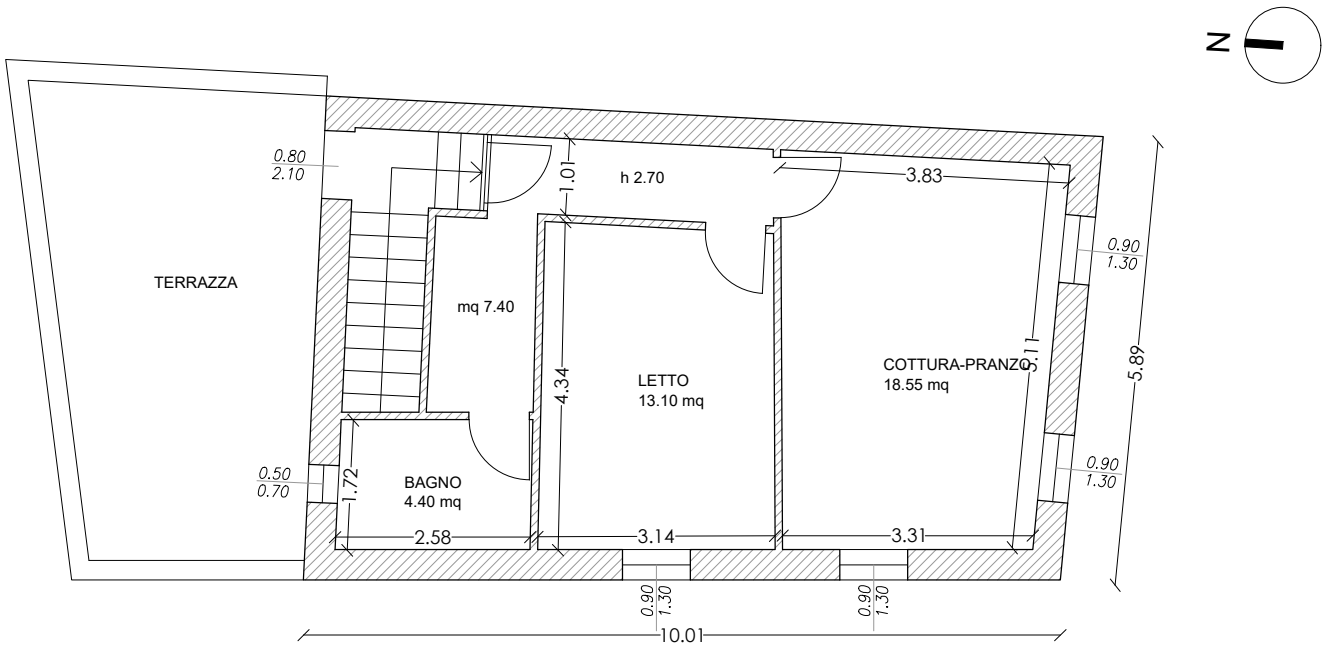 N
0.80
2.10
1.01
h 2.70
3.83
0.90
1.30
TERRAZZA
mq 7.40
4.34
LETTO
13.10 mq
COTTURA-PRANZO
18.55 mq
5.11
5.89
0.50
0.70
1.72
BAGNO
4.40 mq
0.90
1.30
2.58
3.14
3.31
0.90
1.30
0.90
1.30
10.01